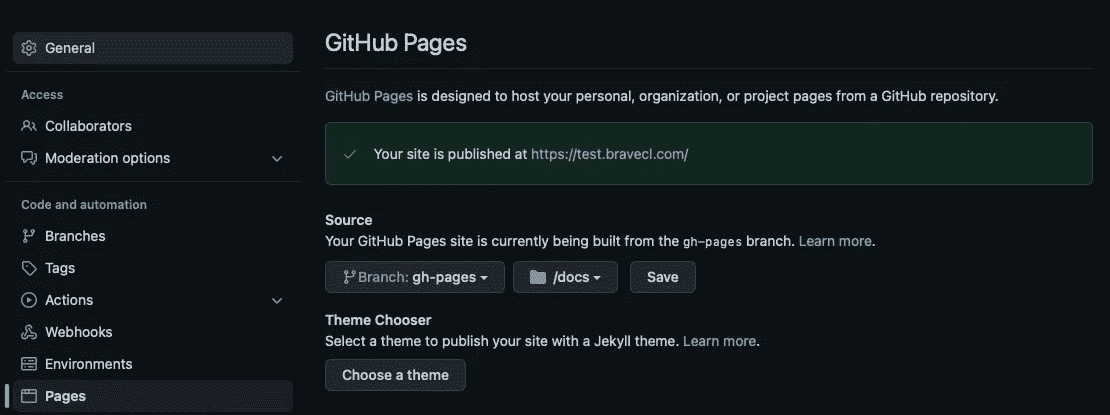 General
Access
Collaborators
Moderation options
Code and automation
Branches
Tags
Actions
Webhooks
Environments
Pages
GitHub Pages
GitHub Pages is designed to host your personal, organization, or project pages from a GitHub repository.
Your site is published at https://test.bravecl.com/
Source
Your GitHub Pages site is currently being built from the gh-pages branch. Learn more.
Branch: gh-pages /docs Save
Theme Chooser
Select a theme to publish your site with a Jekyll theme. Learn more.
Choose a theme